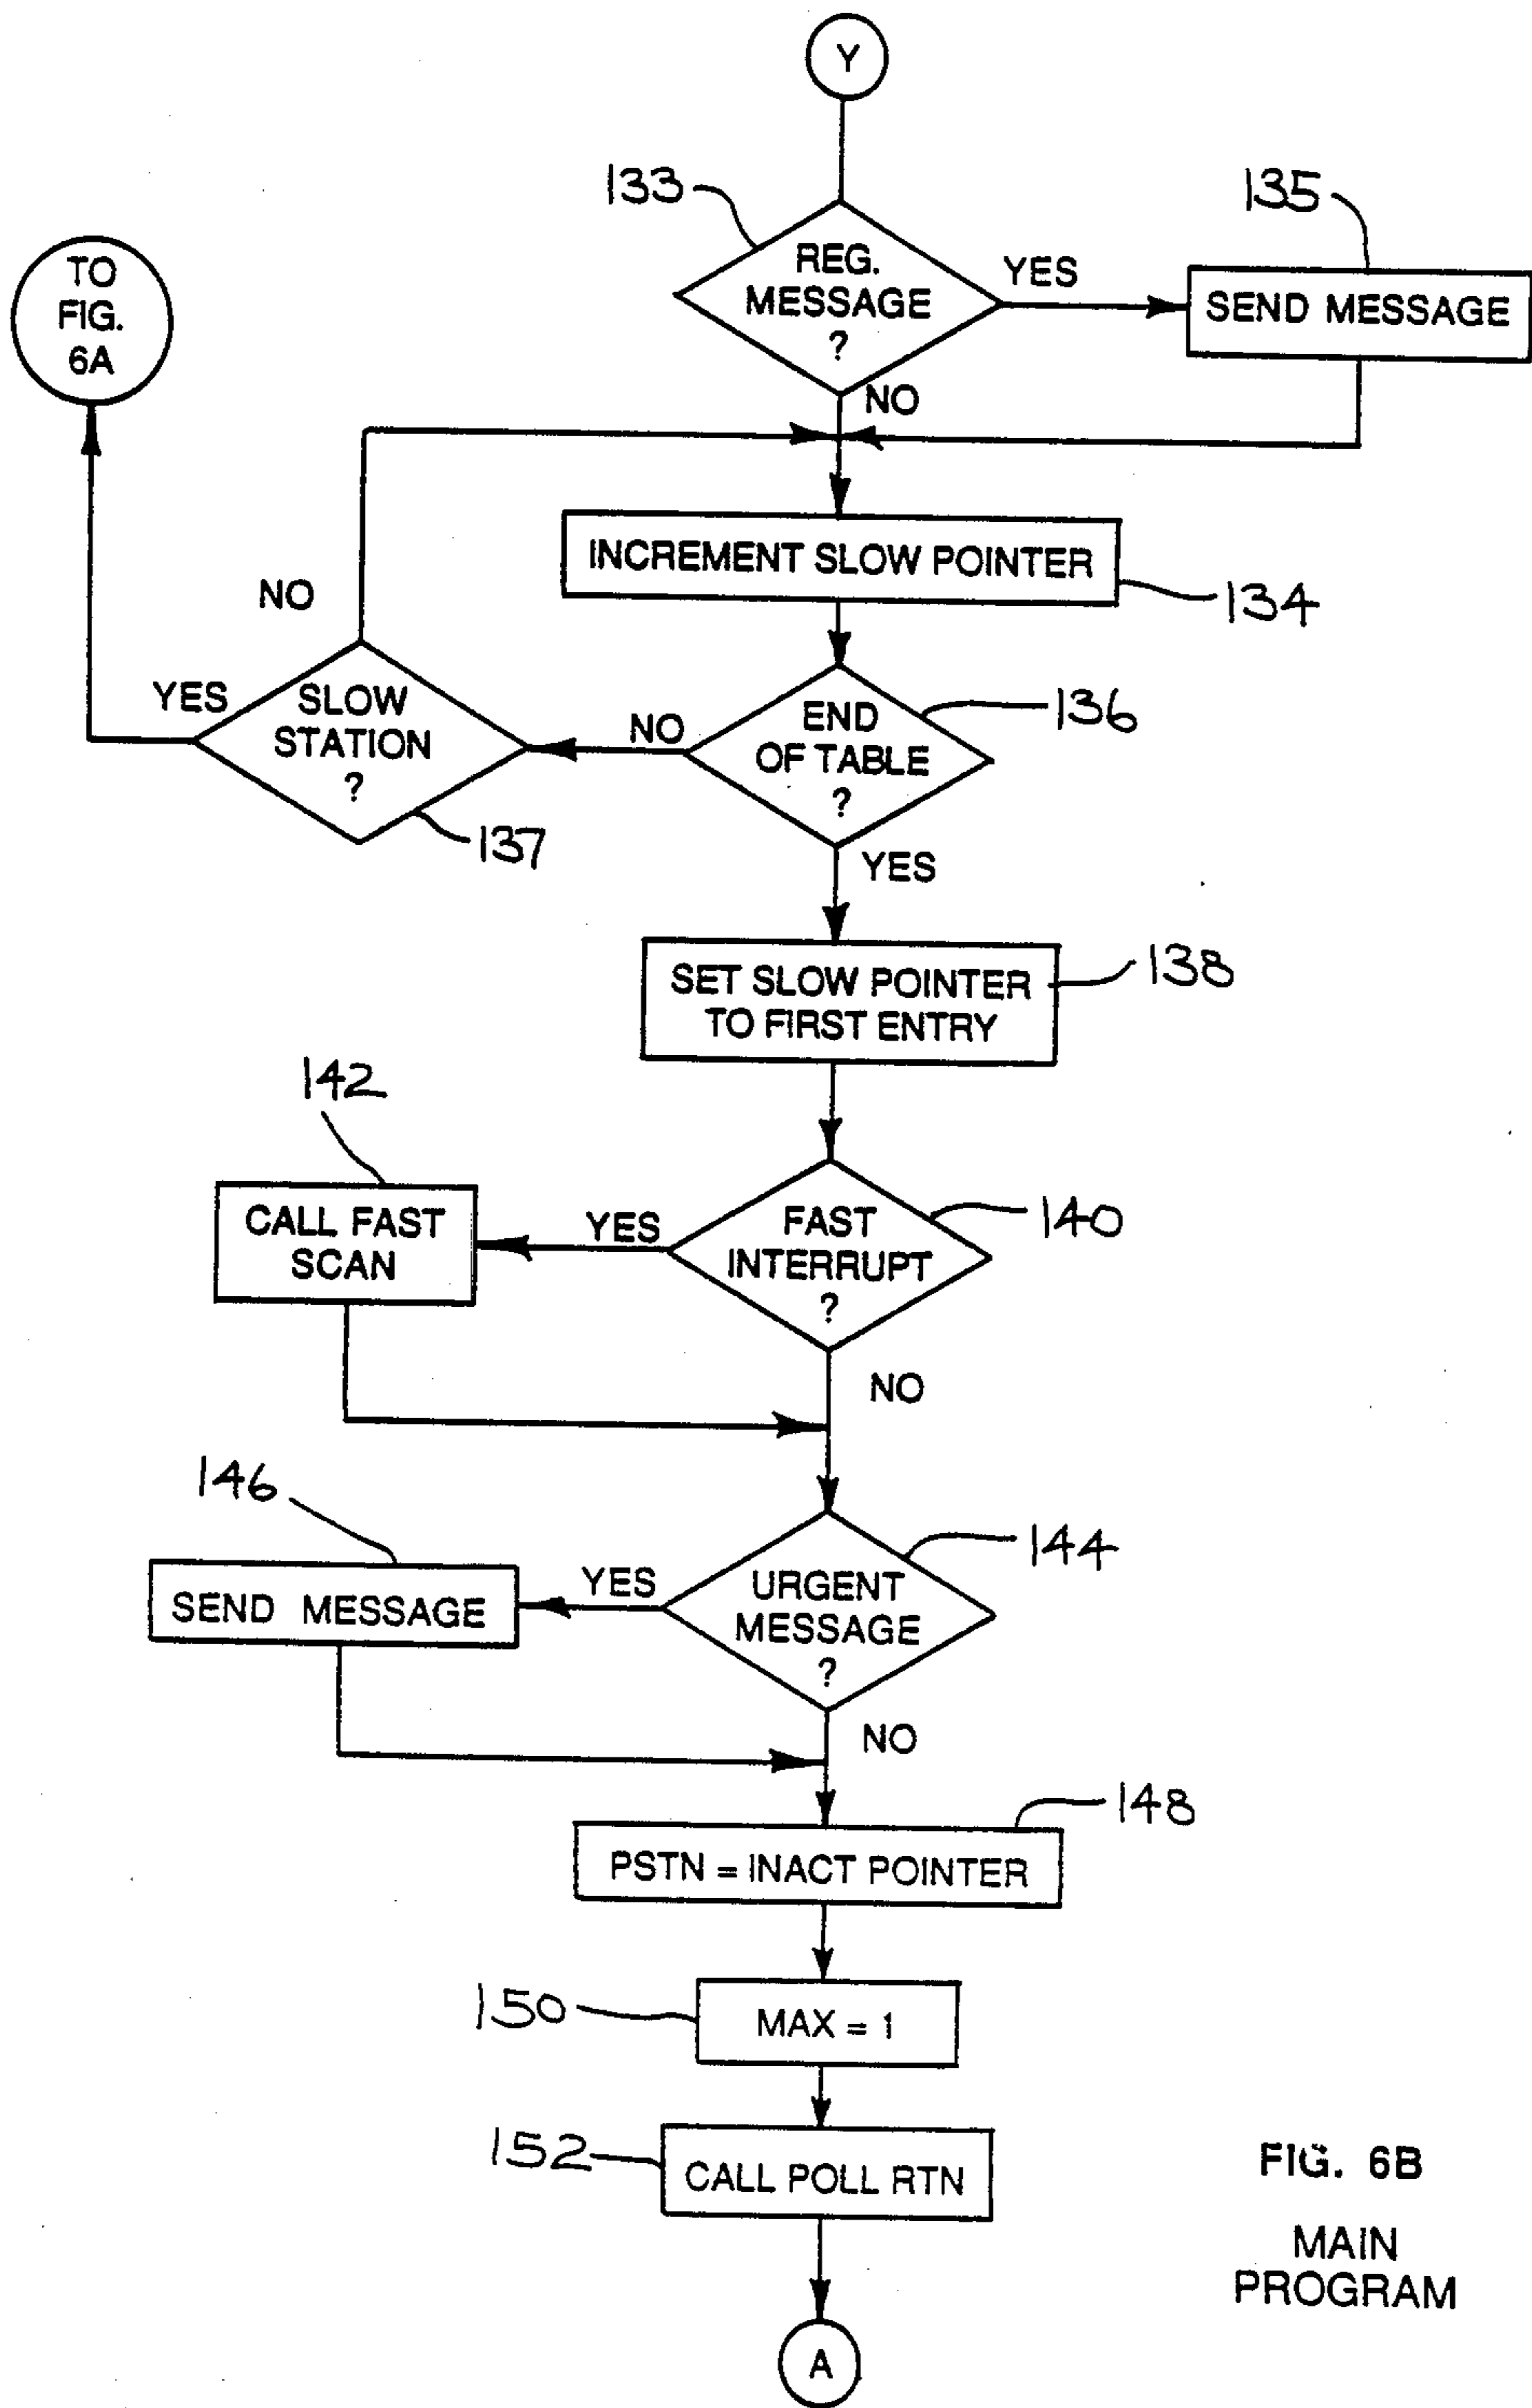 Y
133
135
REG.
MESSAGE
?
YES
SEND MESSAGE
TO
FIG.
6A
NO
INCREMENT SLOW POINTER
134
NO
YES
SLOW
STATION
?
137
NO
END
OF TABLE
?
136
YES
SET SLOW POINTER
TO FIRST ENTRY
138
142
CALL FAST
SCAN
YES
FAST
INTERRUPT
?
140
NO
146
SEND MESSAGE
YES
URGENT
MESSAGE
?
144
NO
148
PSTN = INACT POINTER
150
MAX = 1
152
CALL POLL RTN
A
FIG. 6B
MAIN
PROGRAM